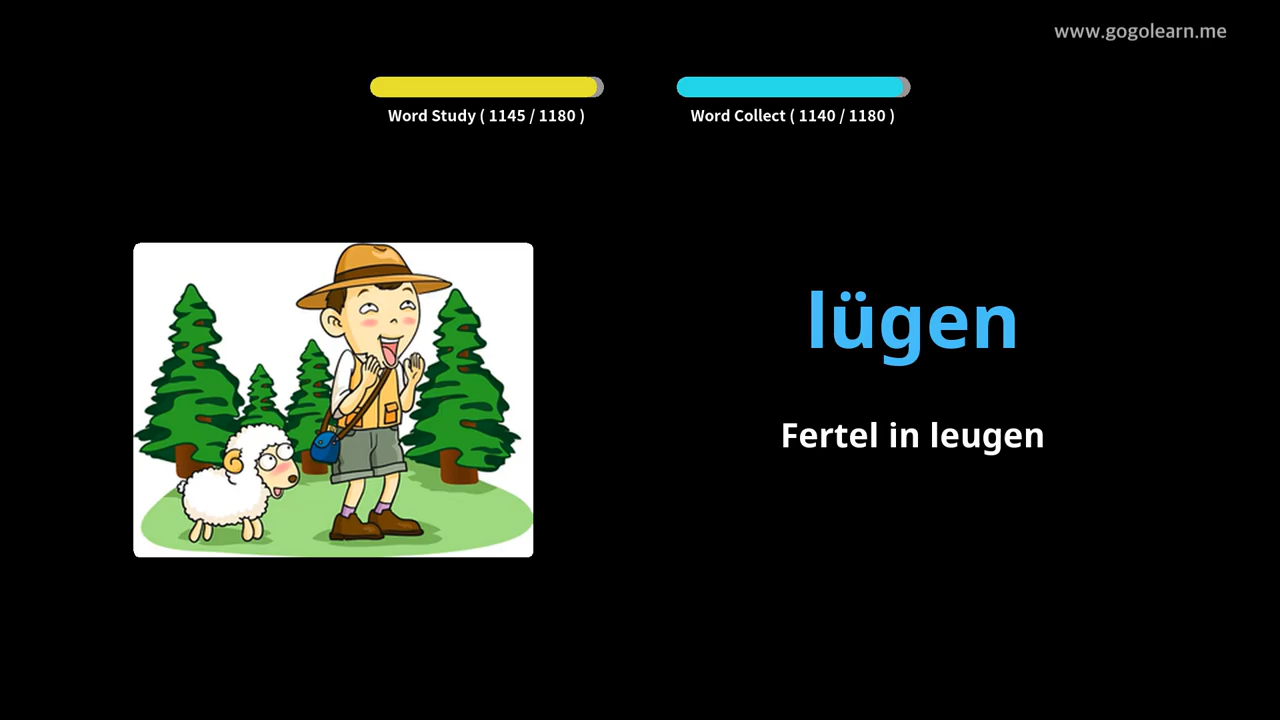 www.gogolearn.me
Word Study ( 1145 / 1180 )
Word Collect ( 1140 / 1180 )
lügen
Fertel in leugen